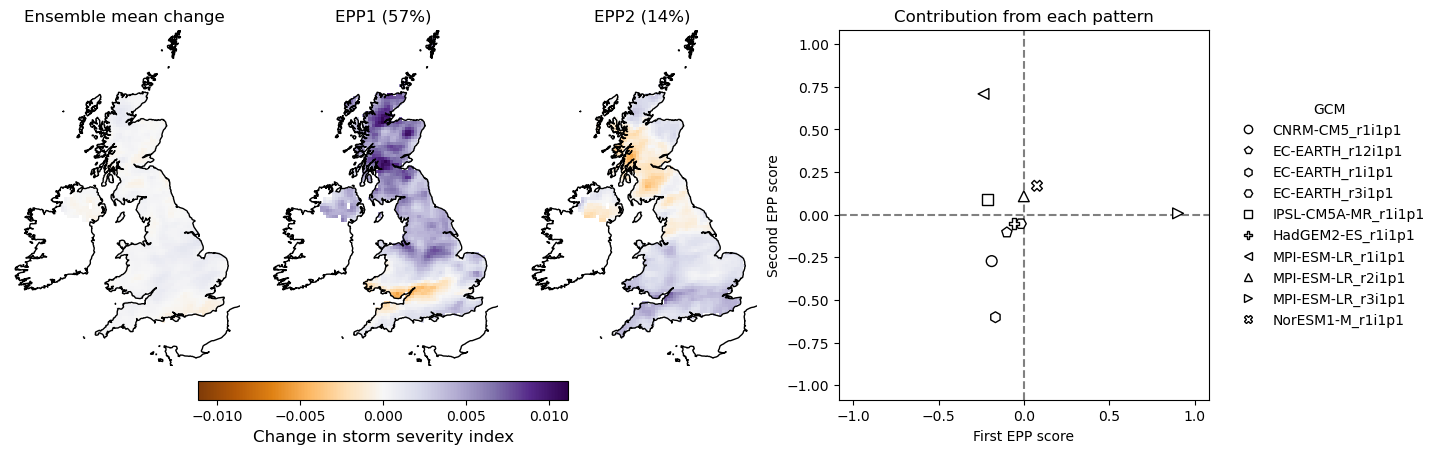 Ensemble mean change
EPP1 (57%)
EPP2 (14%)
−0.010
−0.005
0.000
0.005
0.010
Change in storm severity index
Contribution from each pattern
Second EPP score
1.00
0.75
0.50
0.25
0.00
−0.25
−0.50
−0.75
−1.00
−1.0
−0.5
0.0
0.5
1.0
First EPP score
GCM
CNRM-CM5_r1i1p1
EC-EARTH_r12i1p1
EC-EARTH_r1i1p1
EC-EARTH_r3i1p1
IPSL-CM5A-MR_r1i1p1
HadGEM2-ES_r1i1p1
MPI-ESM-LR_r1i1p1
MPI-ESM-LR_r2i1p1
MPI-ESM-LR_r3i1p1
NorESM1-M_r1i1p1